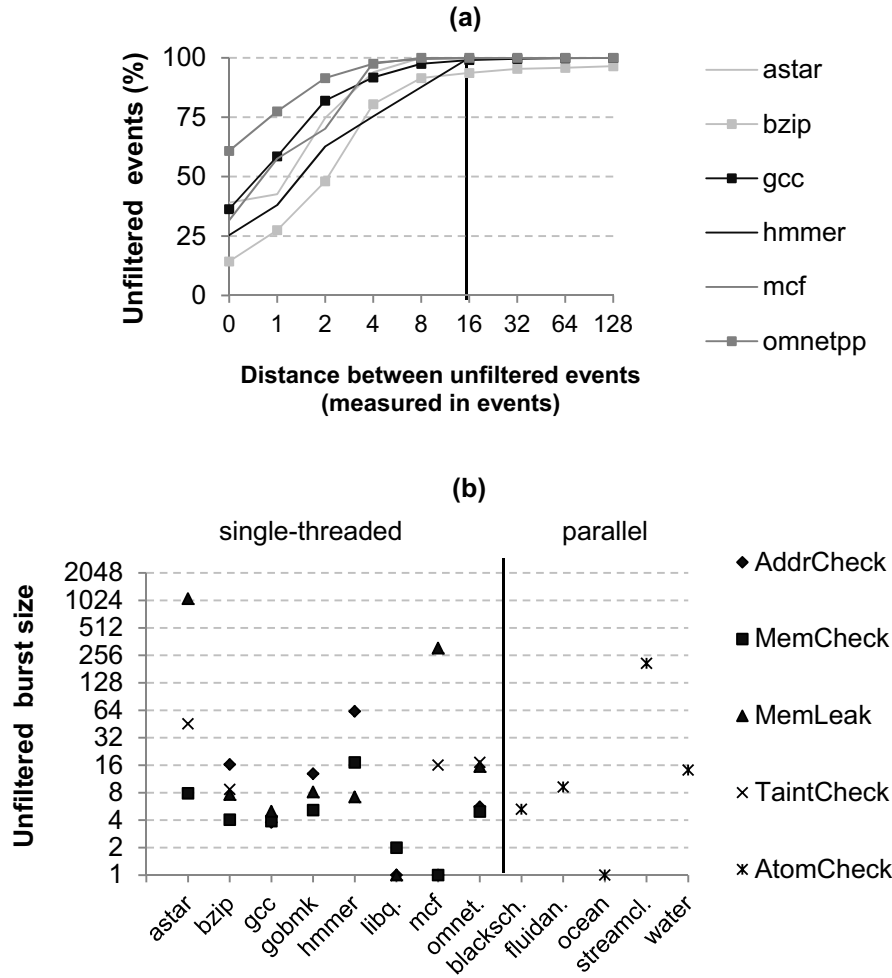 (a)
Unfiltered events (%)
100
75
50
25
0
0 1 2 4 8 16 32 64 128
Distance between unfiltered events
(measured in events)
astar
bzip
gcc
hmmer
mcf
omnetpp
(b)
single-threaded
parallel
Unfiltered burst size
2048
1024
512
256
128
64
32
16
8
4
2
1
astar
bzip
gcc
gobmk
hmmer
libq.
mcf
omnet.
blacksch.
fluidan.
ocean
streamcl.
water
AddrCheck
MemCheck
MemLeak
TaintCheck
AtomCheck